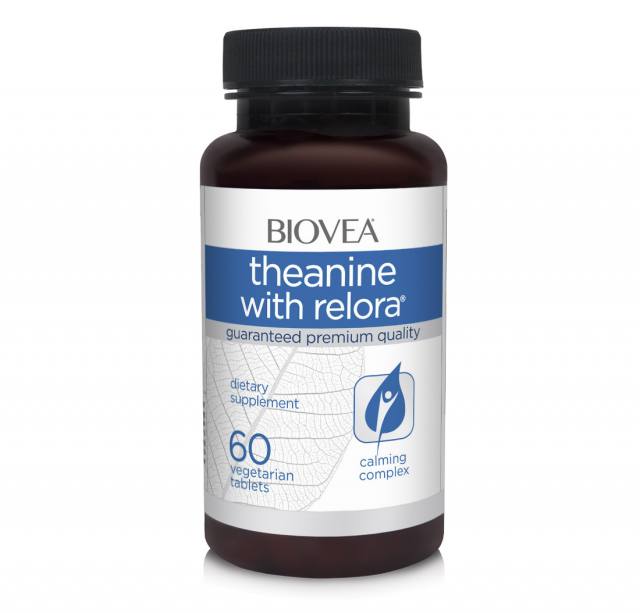 BIOVEA
theanine
with relora®
guaranteed premium quality
dietary
supplement
60
vegetarian
tablets
calming
complex